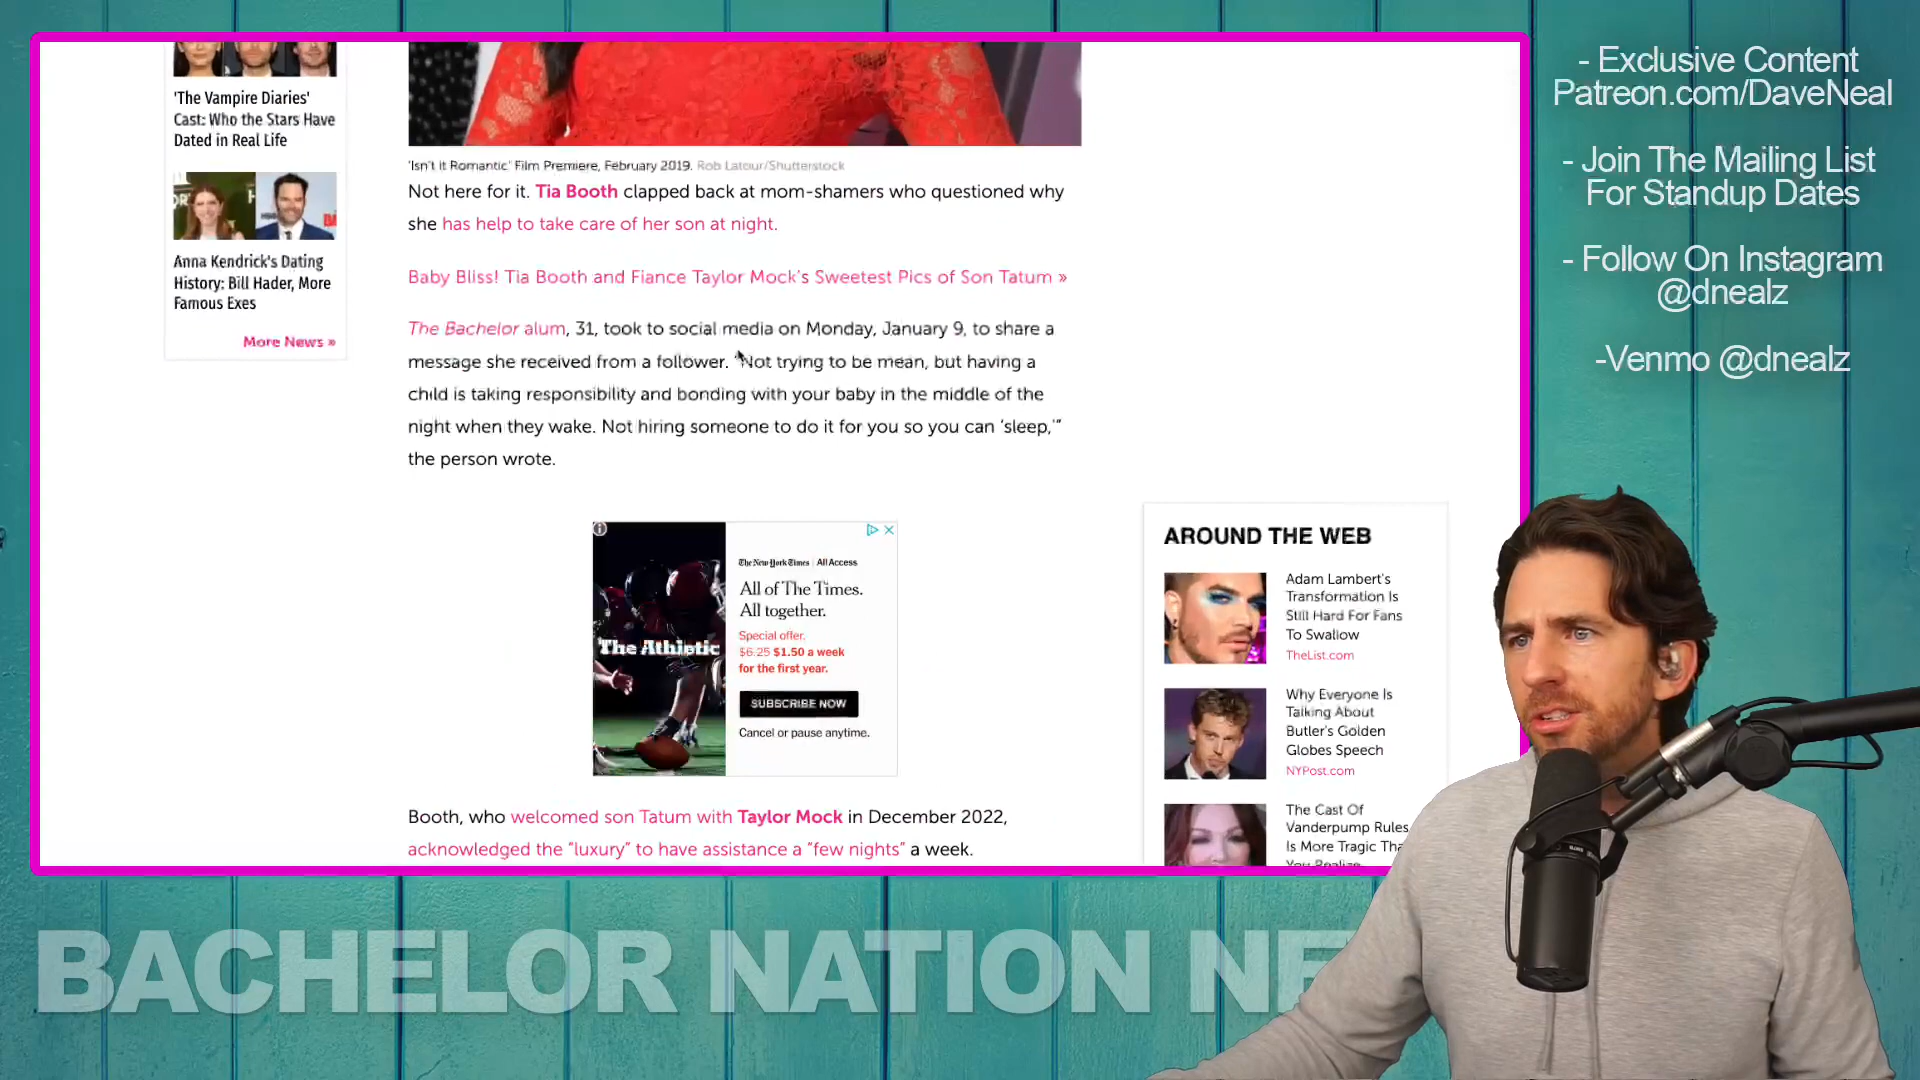 'The Vampire Diaries'
Cast: Who the Stars Have
Dated in Real Life
Anna Kendrick's Dating
History: Bill Hader, More
Famous Exes
More News »
'Isn't it Romantic' Film Premiere, February 2019. Rob Latour/Shutterstock
Not here for it. Tia Booth clapped back at mom-shamers who questioned why
she has help to take care of her son at night.
Baby Bliss! Tia Booth and Fiance Taylor Mock's Sweetest Pics of Son Tatum »
The Bachelor alum, 31, took to social media on Monday, January 9, to share a
message she received from a follower. “Not trying to be mean, but having a
child is taking responsibility and bonding with your baby in the middle of the
night when they wake. Not hiring someone to do it for you so you can ‘sleep,’”
the person wrote.
The Athletic
The New York Times | All Access
All of The Times.
All together.
Special offer.
$6.25 $1.50 a week
for the first year.
SUBSCRIBE NOW
Cancel or pause anytime.
Booth, who welcomed son Tatum with Taylor Mock in December 2022,
acknowledged the “luxury” to have assistance a “few nights” a week.
AROUND THE WEB
Adam Lambert's
Transformation Is
Still Hard For Fans
To Swallow
TheList.com
Why Everyone Is
Talking About
Butler's Golden
Globes Speech
NYPost.com
The Cast Of
Vanderpump Rules
Is More Tragic Tha
You Realize
- Exclusive Content
Patreon.com/DaveNeal
- Join The Mailing List
For Standup Dates
- Follow On Instagram
@dnealz
-Venmo @dnealz
BACHELOR NATION NE